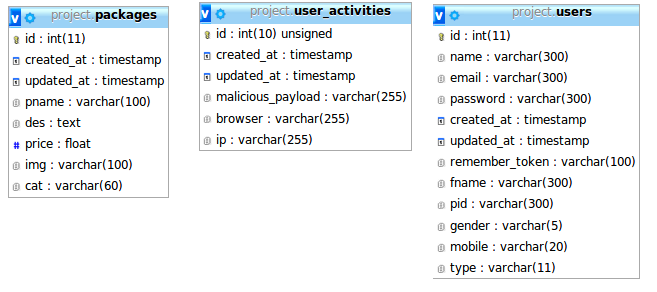 project.packages
id : int(11)
created_at : timestamp
updated_at : timestamp
pname : varchar(100)
des : text
price : float
img : varchar(100)
cat : varchar(60)
project.user_activities
id : int(10) unsigned
created_at : timestamp
updated_at : timestamp
malicious_payload : varchar(255)
browser : varchar(255)
ip : varchar(255)
project.users
id : int(11)
name : varchar(300)
email : varchar(300)
password : varchar(300)
created_at : timestamp
updated_at : timestamp
remember_token : varchar(100)
fname : varchar(300)
pid : varchar(300)
gender : varchar(5)
mobile : varchar(20)
type : varchar(11)